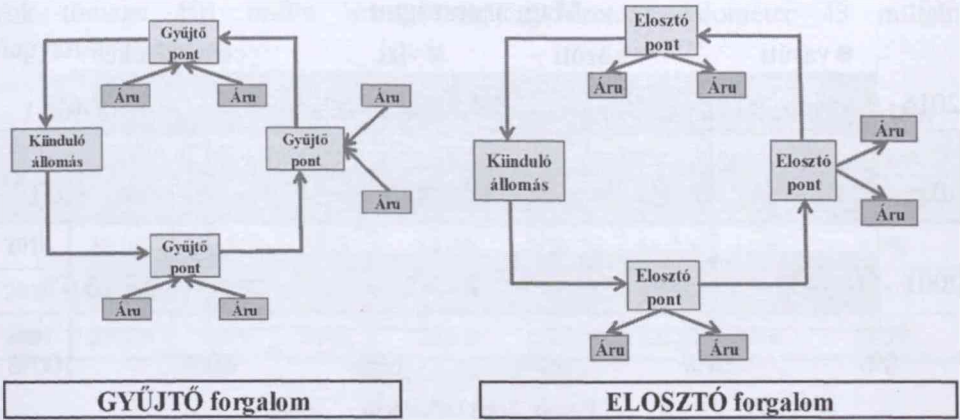 Gyűjtő
pont
Áru
Áru
Áru
Kiinduló
állomás
Gyűjtő
pont
Áru
Gyűjtő
pont
Áru
Áru
GYŰJTŐ forgalom
Elosztó
pont
Áru
Áru
Áru
Kiinduló
állomás
Elosztó
pont
Áru
Elosztó
pont
Áru
Áru
ELOSZTÓ forgalom